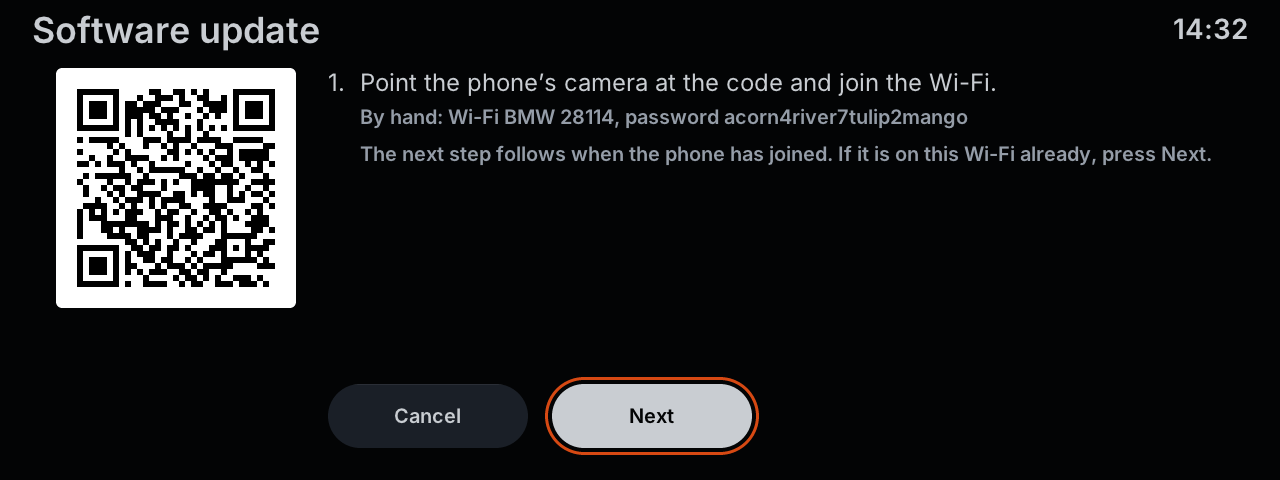 Software update
14:32
1. Point the phone’s camera at the code and join the Wi-Fi.
By hand: Wi-Fi BMW 28114, password acorn4river7tulip2mango
The next step follows when the phone has joined. If it is on this Wi-Fi already, press Next.
Cancel
Next